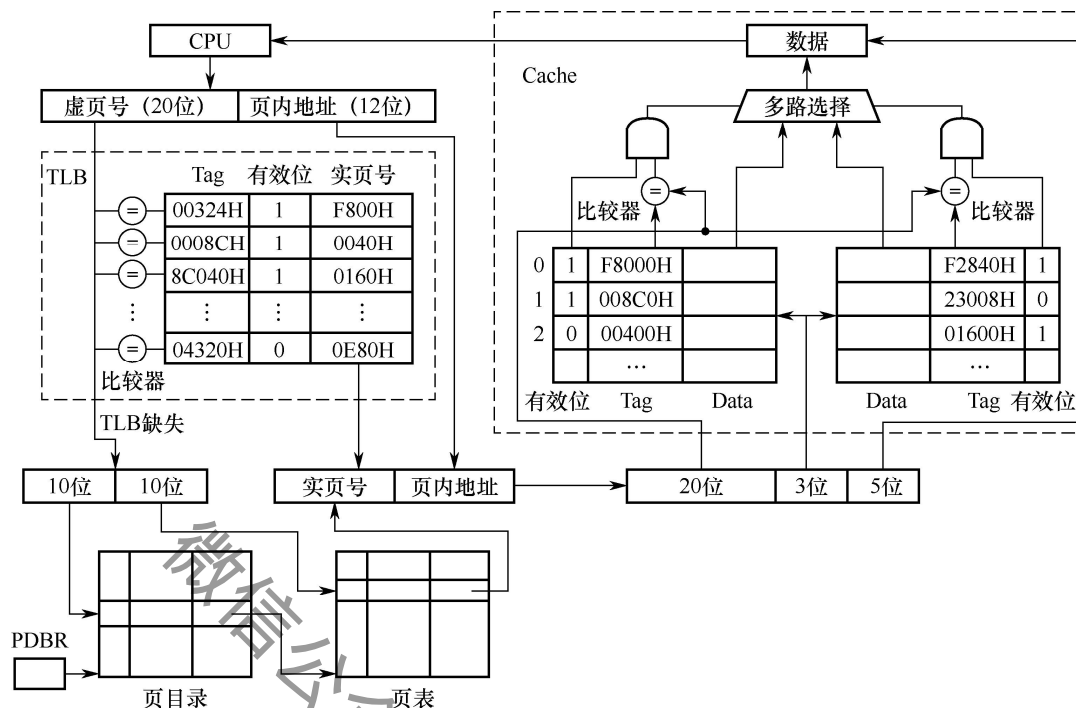 CPU
数据
Cache
虚页号（20位） 页内地址（12位）
多路选择
TLB
Tag 有效位 实页号
00324H 1 F800H
0008CH 1 0040H
8C040H 1 0160H
⋮ ⋮ ⋮ ⋮
04320H 0 0E80H
比较器
= = = =
= =
比较器 比较器
0 1 F8000H F2840H 1
1 1 008C0H 23008H 0
2 0 00400H 01600H 1
… …
有效位 Tag Data Data Tag 有效位
TLB缺失
10位 10位
实页号 页内地址
20位 3位 5位
PDBR
页目录
页表
微信公众